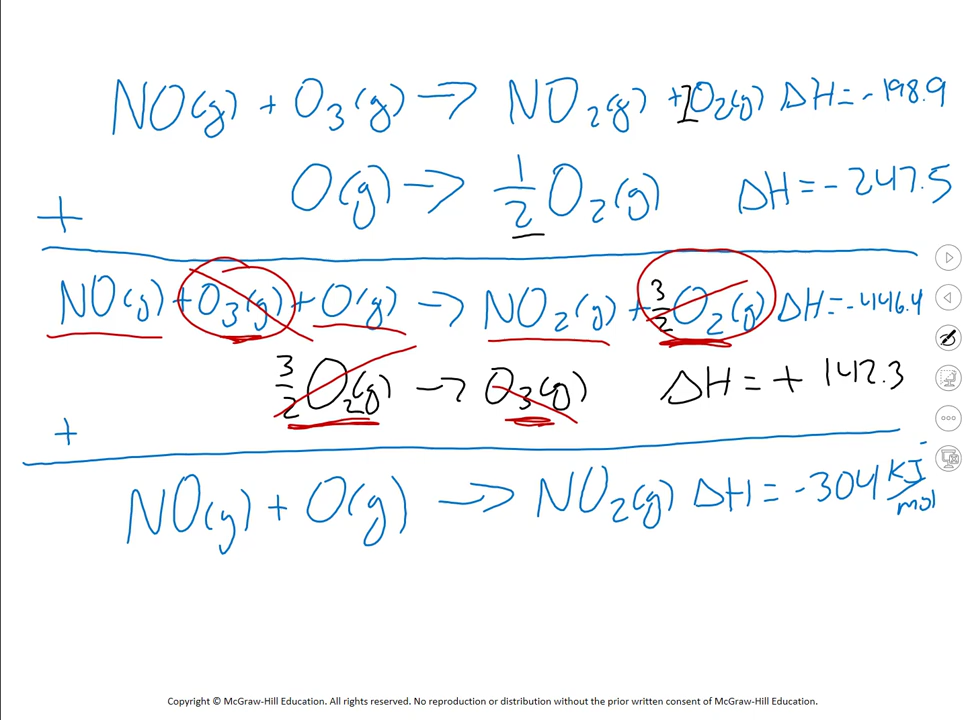 NO(g) + O₃(g) → NO₂(g) + 1O₂(g) ΔH = -198.9
O(g) → 1/2 O₂(g) ΔH = -247.5
+
NO(g) + O₃(g) + O(g) → NO₂(g) + 3/2 O₂(g) ΔH = -446.4
3/2 O₂(g) → O₃(g) ΔH = + 142.3
+
NO(g) + O(g) → NO₂(g) ΔH = -304 kJ/mol
Copyright © McGraw-Hill Education. All rights reserved. No reproduction or distribution without the prior written consent of McGraw-Hill Education.